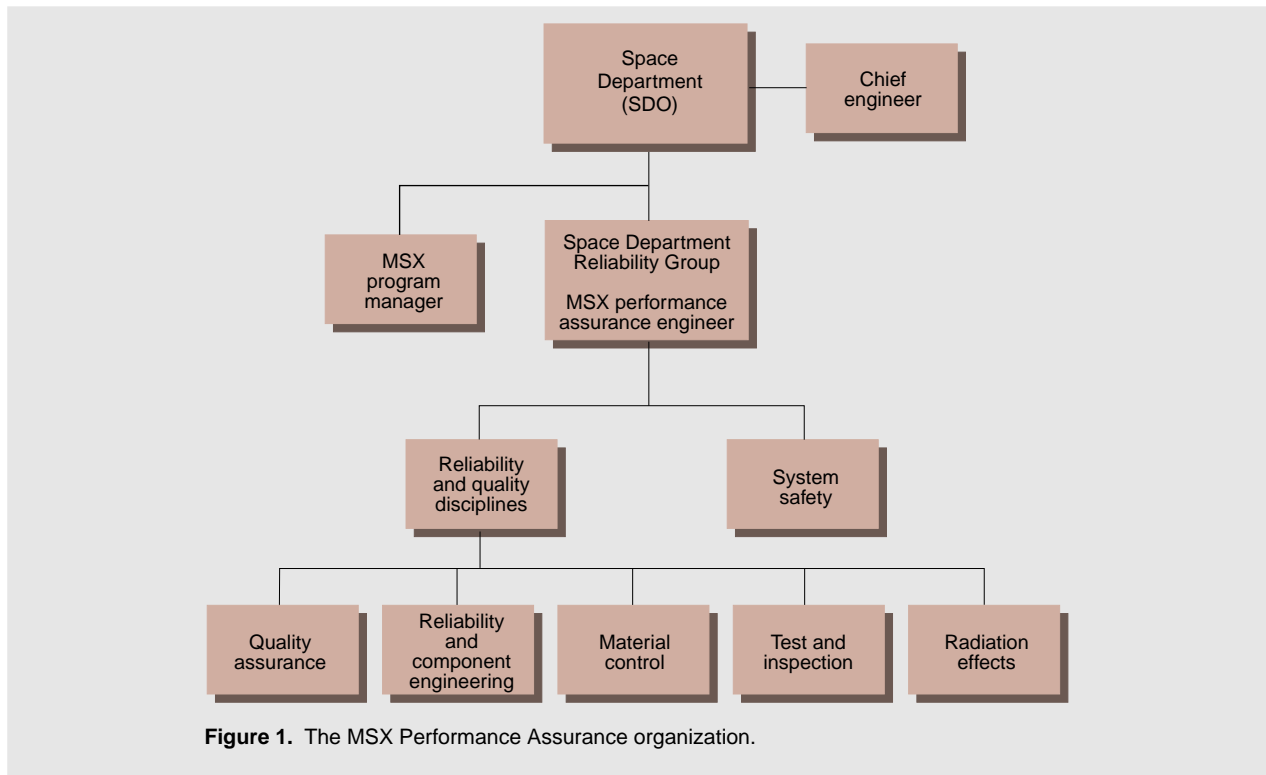 Space
Department
(SDO)
Chief
engineer
MSX
program
manager
Space Department
Reliability Group
MSX performance
assurance engineer
Reliability
and quality
disciplines
System
safety
Quality
assurance
Reliability
and
component
engineering
Material
control
Test and
inspection
Radiation
effects
Figure 1. The MSX Performance Assurance organization.